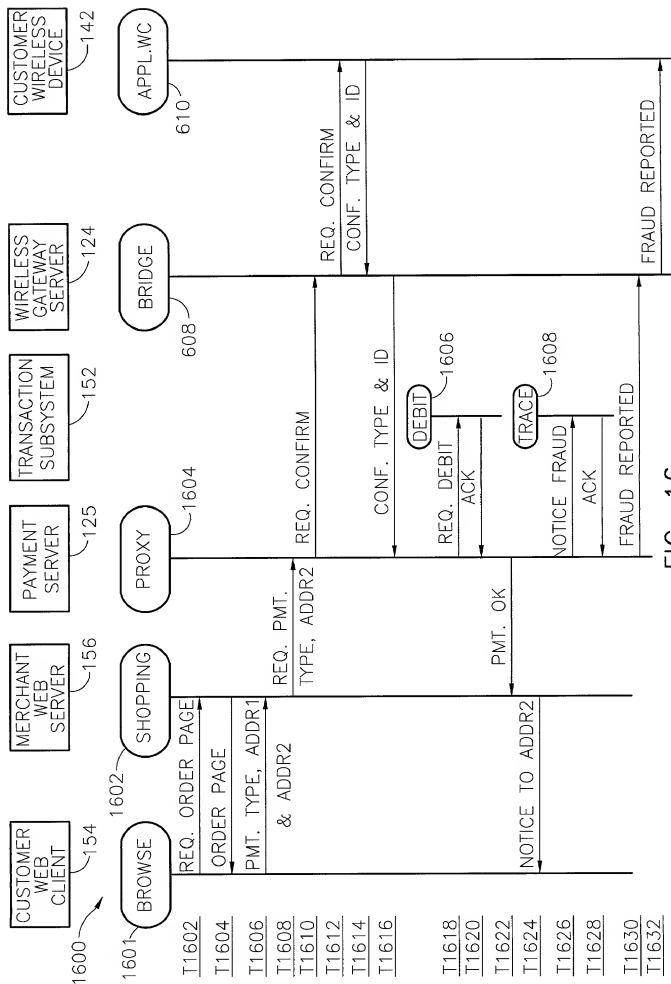 1600
CUSTOMER
WEB
CLIENT
154
MERCHANT
WEB
SERVER
156
PAYMENT
SERVER
125
TRANSACTION
SUBSYSTEM
152
WIRELESS
GATEWAY
SERVER
124
CUSTOMER
WIRELESS
DEVICE
142
1601
BROWSE
1602
SHOPPING
PROXY
1604
BRIDGE
608
APPL.WC
610
T1602
REQ. ORDER PAGE
T1604
ORDER PAGE
T1606
PMT. TYPE, ADDR1
& ADDR2
T1608
REQ. PMT.
TYPE, ADDR2
T1610
REQ. CONFIRM
T1612
REQ. CONFIRM
T1614
CONF. TYPE & ID
T1616
CONF. TYPE & ID
DEBIT
1606
T1618
REQ. DEBIT
T1620
ACK
T1622
PMT. OK
TRACE
1608
T1624
NOTICE TO ADDR2
T1626
NOTICE FRAUD
T1628
ACK
T1630
FRAUD REPORTED
T1632
FRAUD REPORTED
FIG. 16